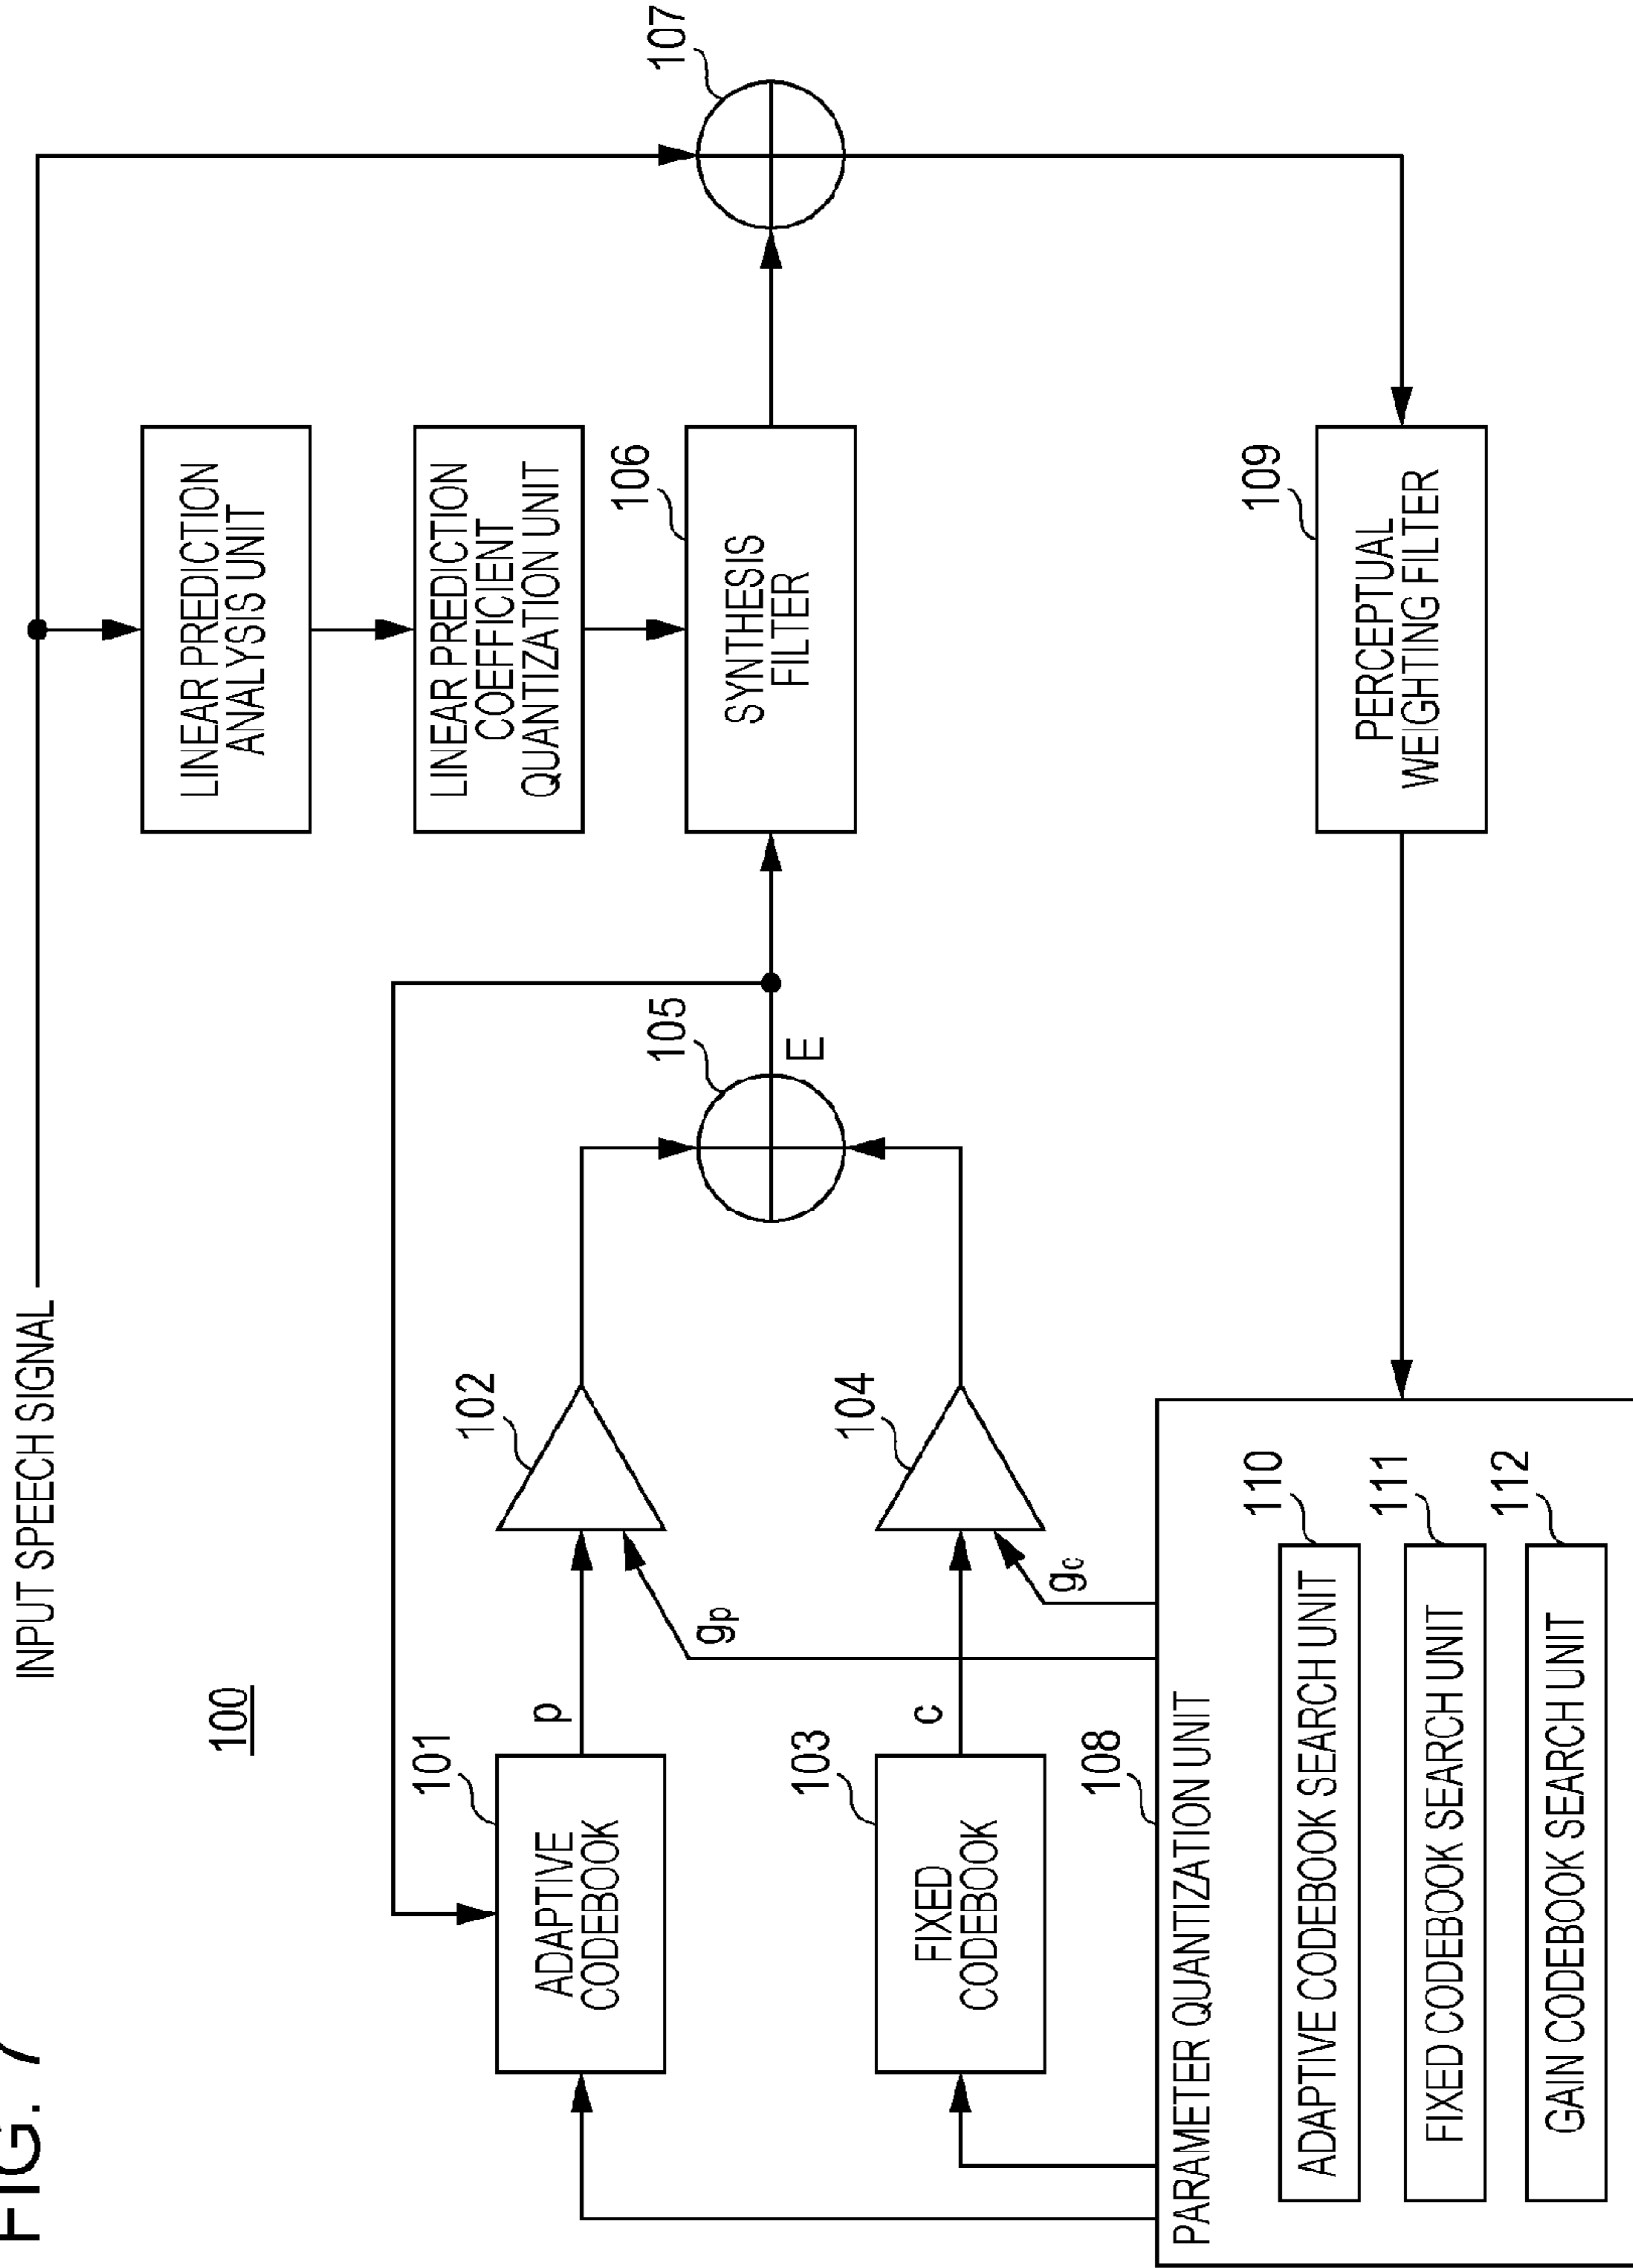 FIG. 7
100
INPUT SPEECH SIGNAL
LINEAR PREDICTION
ANALYSIS UNIT
LINEAR PREDICTION
COEFFICIENT
QUANTIZATION UNIT
101
ADAPTIVE
CODEBOOK
p
102
gp
105
E
106
SYNTHESIS
FILTER
107
103
FIXED
CODEBOOK
c
104
gc
108
PARAMETER QUANTIZATION UNIT
110
ADAPTIVE CODEBOOK SEARCH UNIT
111
FIXED CODEBOOK SEARCH UNIT
112
GAIN CODEBOOK SEARCH UNIT
109
PERCEPTUAL
WEIGHTING FILTER